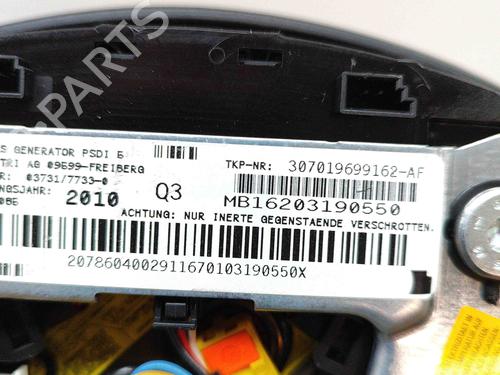 S GENERATOR PSDI 5
TRI AG 09599 FREIBERG
R: 03731/7733-0
NGSJAHR: 2010 Q3
TKP-NR: 307019699162-AF
MB16203190550
ACHTUNG: NUR INERTE GEGENSTAENDE VERSCHROTTEN.
2078604002911670103190550X
B-PARTS